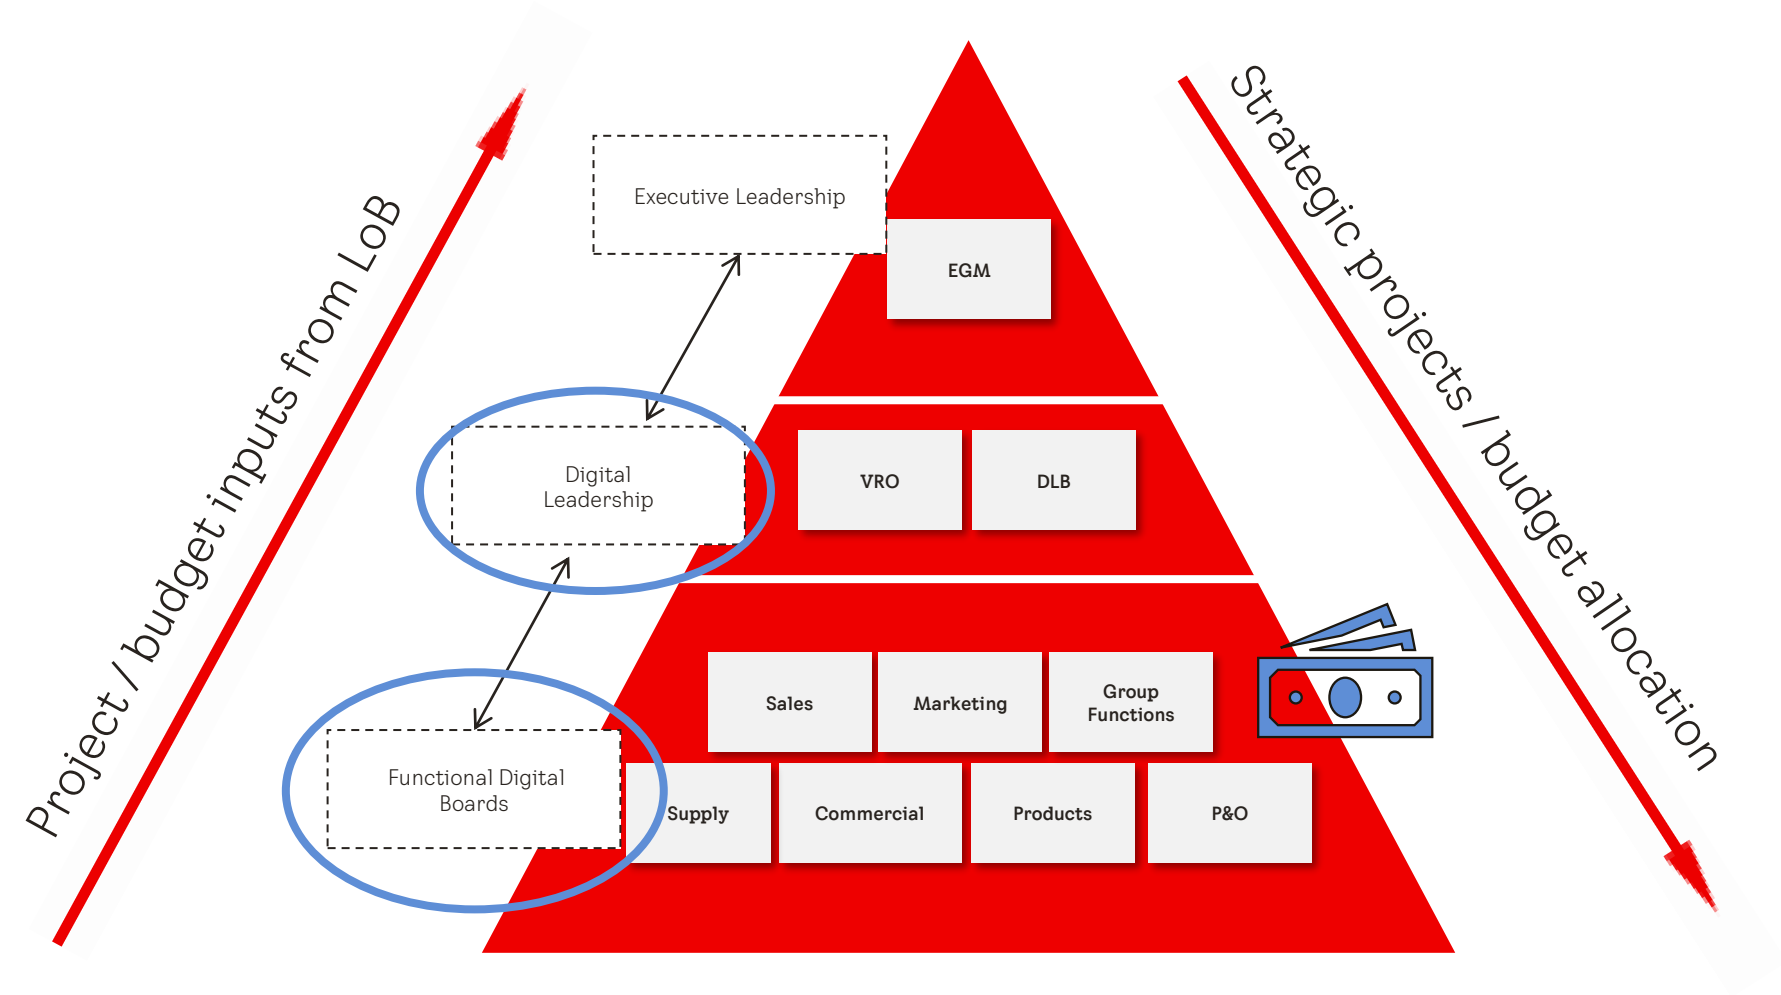 Project / budget inputs from LoB
Strategic projects / budget allocation
Executive Leadership
EGM
Digital
Leadership
VRO
DLB
Functional Digital
Boards
Sales
Marketing
Group
Functions
Supply
Commercial
Products
P&O